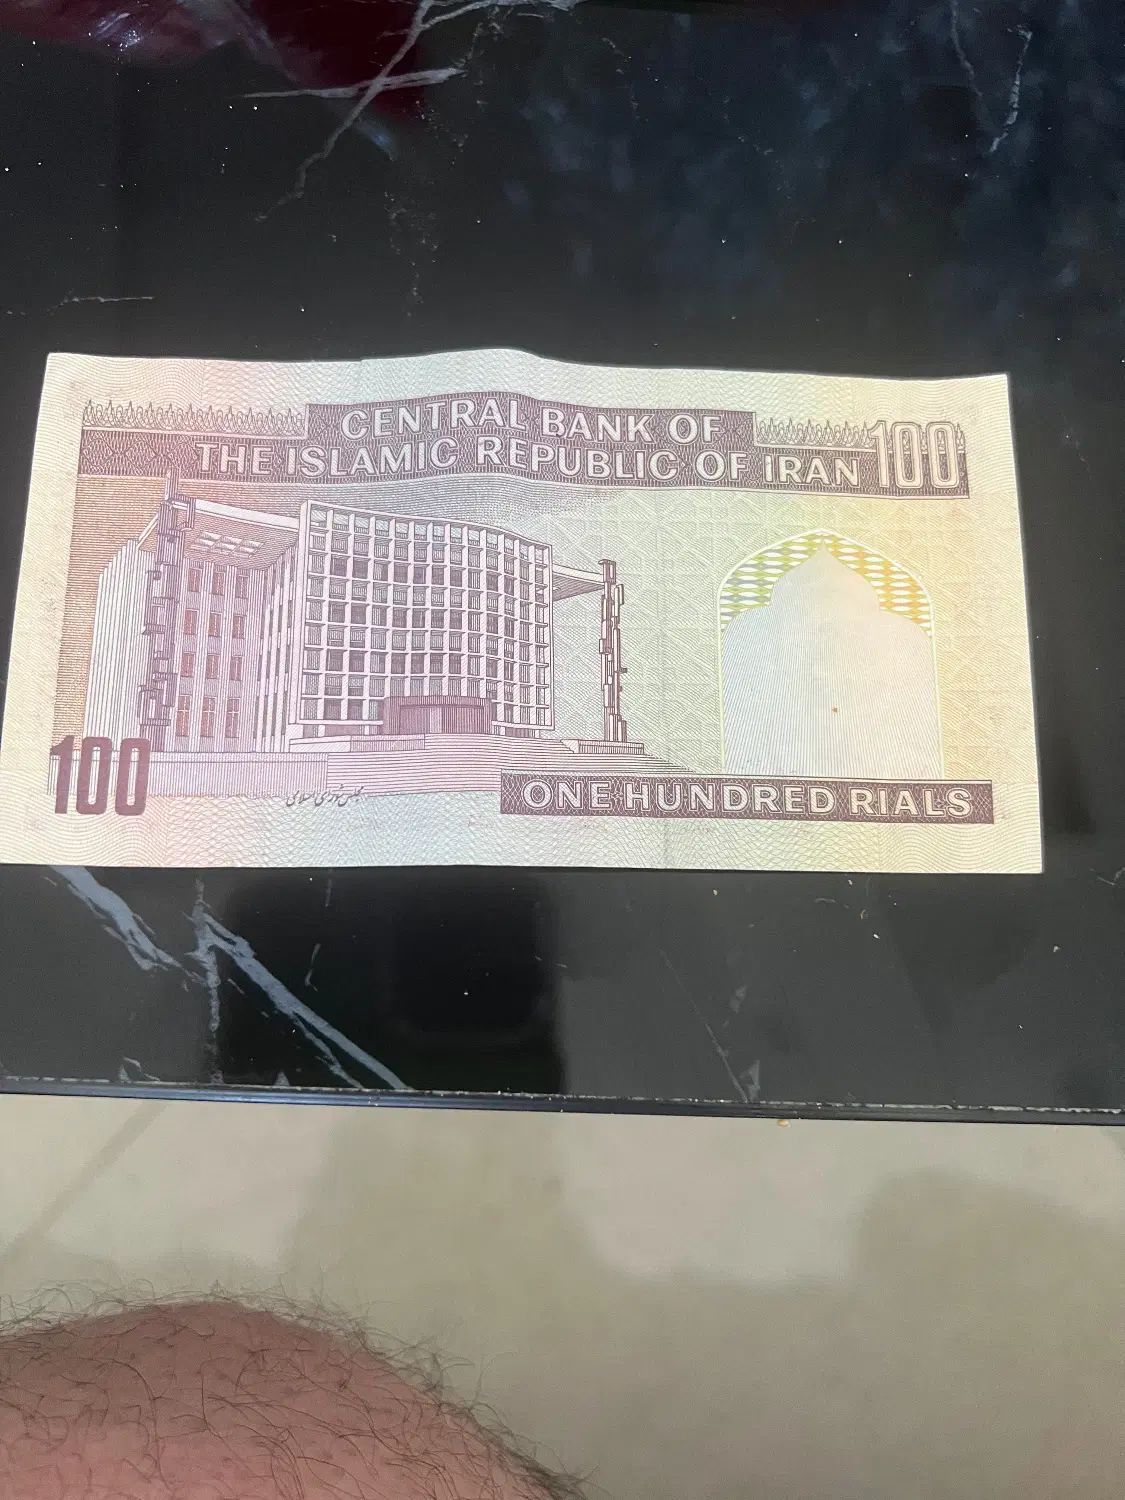 CENTRAL BANK OF
THE ISLAMIC REPUBLIC OF IRAN 100
100
مجلس شورای اسلامی
ONE HUNDRED RIALS